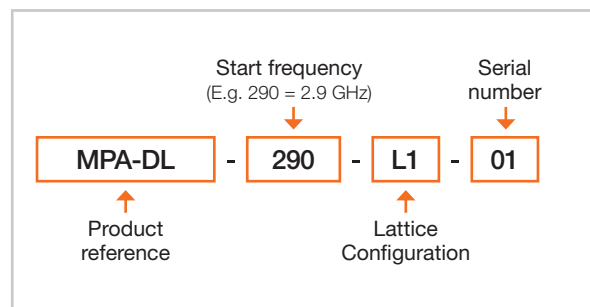 Start frequency
(E.g. 290 = 2.9 GHz)
Serial
number
MPA-DL - 290 - L1 - 01
Product
reference
Lattice
Configuration